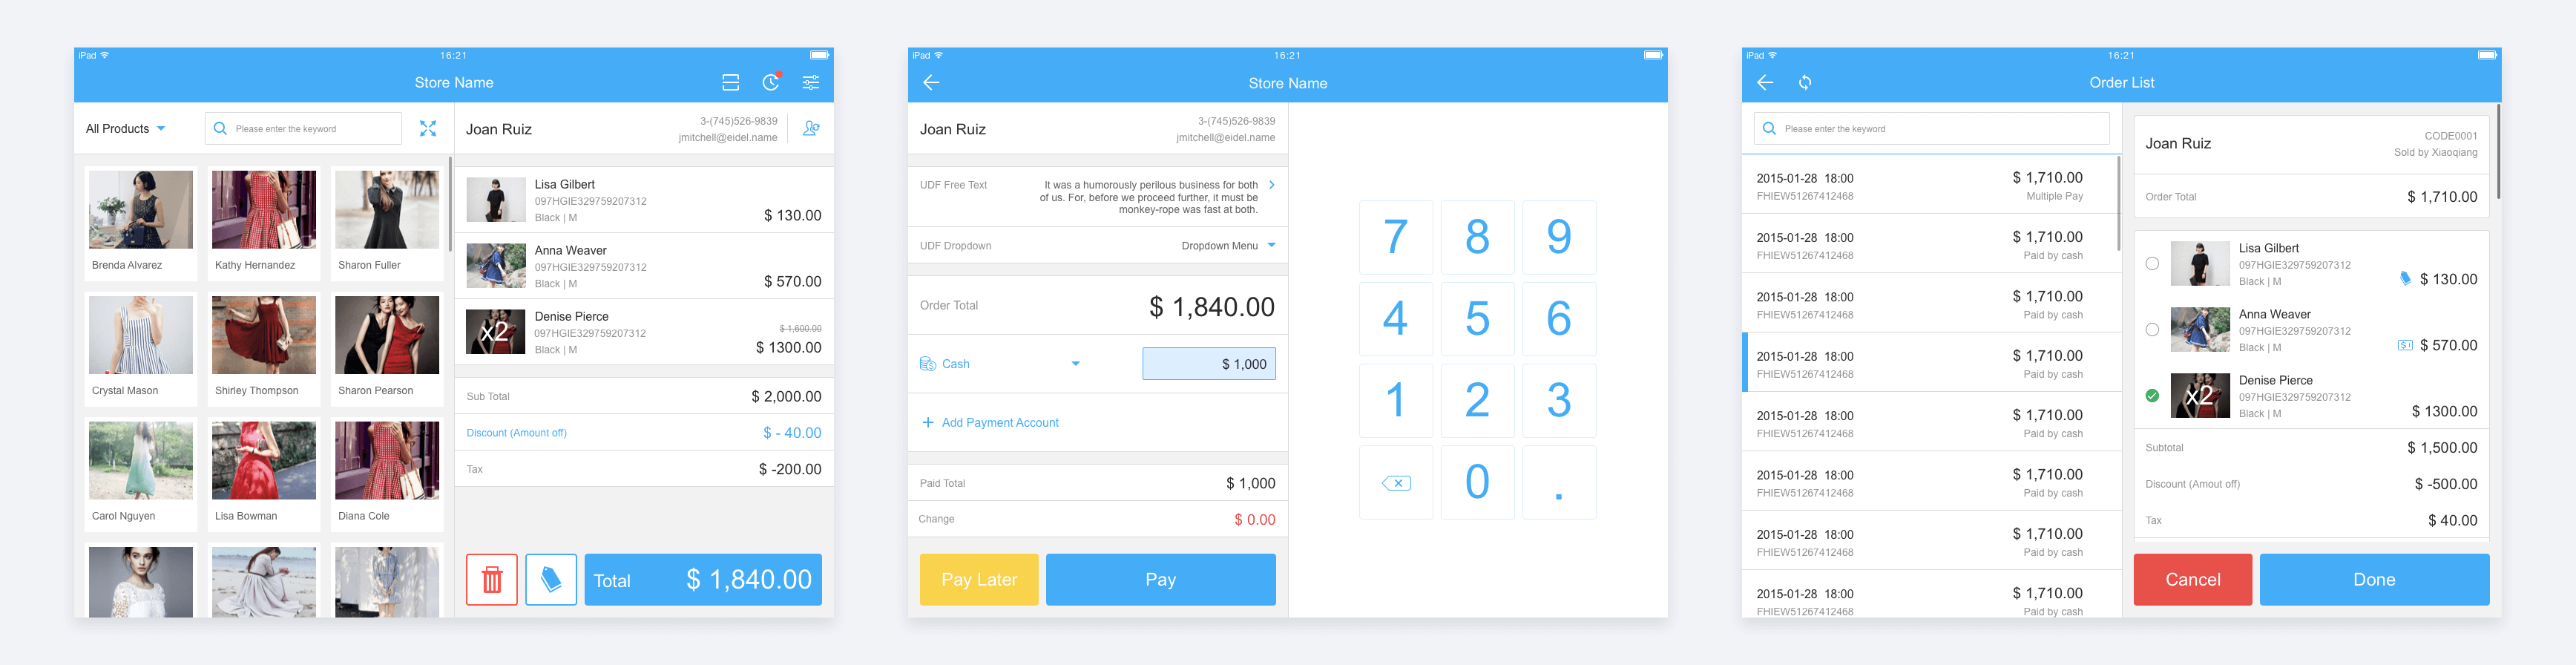 iPad
16:21
Store Name
All Products
Please enter the keyword
Brenda Alvarez
Kathy Hernandez
Sharon Fuller
Crystal Mason
Shirley Thompson
Sharon Pearson
Carol Nguyen
Lisa Bowman
Diana Cole
Joan Ruiz
3-(745)526-9839
jmitchell@eidel.name
Lisa Gilbert
097HGIE329759207312
Black | M
$ 130.00
Anna Weaver
097HGIE329759207312
Black | M
$ 570.00
x2
Denise Pierce
097HGIE329759207312
Black | M
$ 1,600.00
$ 1300.00
Sub Total
$ 2,000.00
Discount (Amount off)
$ - 40.00
Tax
$ -200.00
Total
$ 1,840.00
iPad
16:21
Store Name
Joan Ruiz
3-(745)526-9839
jmitchell@eidel.name
UDF Free Text
It was a humorously perilous business for both
of us. For, before we proceed further, it must be
monkey-rope was fast at both.
UDF Dropdown
Dropdown Menu
Order Total
$ 1,840.00
Cash
$ 1,000
+ Add Payment Account
Paid Total
$ 1,000
Change
$ 0.00
Pay Later
Pay
7 8 9
4 5 6
1 2 3
0 .
iPad
16:21
Order List
Please enter the keyword
2015-01-28 18:00
$ 1,710.00
FHIEW51267412468
Multiple Pay
2015-01-28 18:00
$ 1,710.00
FHIEW51267412468
Paid by cash
2015-01-28 18:00
$ 1,710.00
FHIEW51267412468
Paid by cash
2015-01-28 18:00
$ 1,710.00
FHIEW51267412468
Paid by cash
2015-01-28 18:00
$ 1,710.00
FHIEW51267412468
Paid by cash
2015-01-28 18:00
$ 1,710.00
FHIEW51267412468
Paid by cash
2015-01-28 18:00
$ 1,710.00
FHIEW51267412468
Paid by cash
2015-01-28 18:00
$ 1,710.00
FHIEW51267412468
Paid by cash
Joan Ruiz
CODE0001
Sold by Xiaoqiang
Order Total
$ 1,710.00
Lisa Gilbert
097HGIE329759207312
Black | M
$ 130.00
Anna Weaver
097HGIE329759207312
Black | M
$ 570.00
x2
Denise Pierce
097HGIE329759207312
Black | M
$ 1300.00
Subtotal
$ 1,500.00
Discount (Amout off)
$ -500.00
Tax
$ 40.00
Cancel
Done